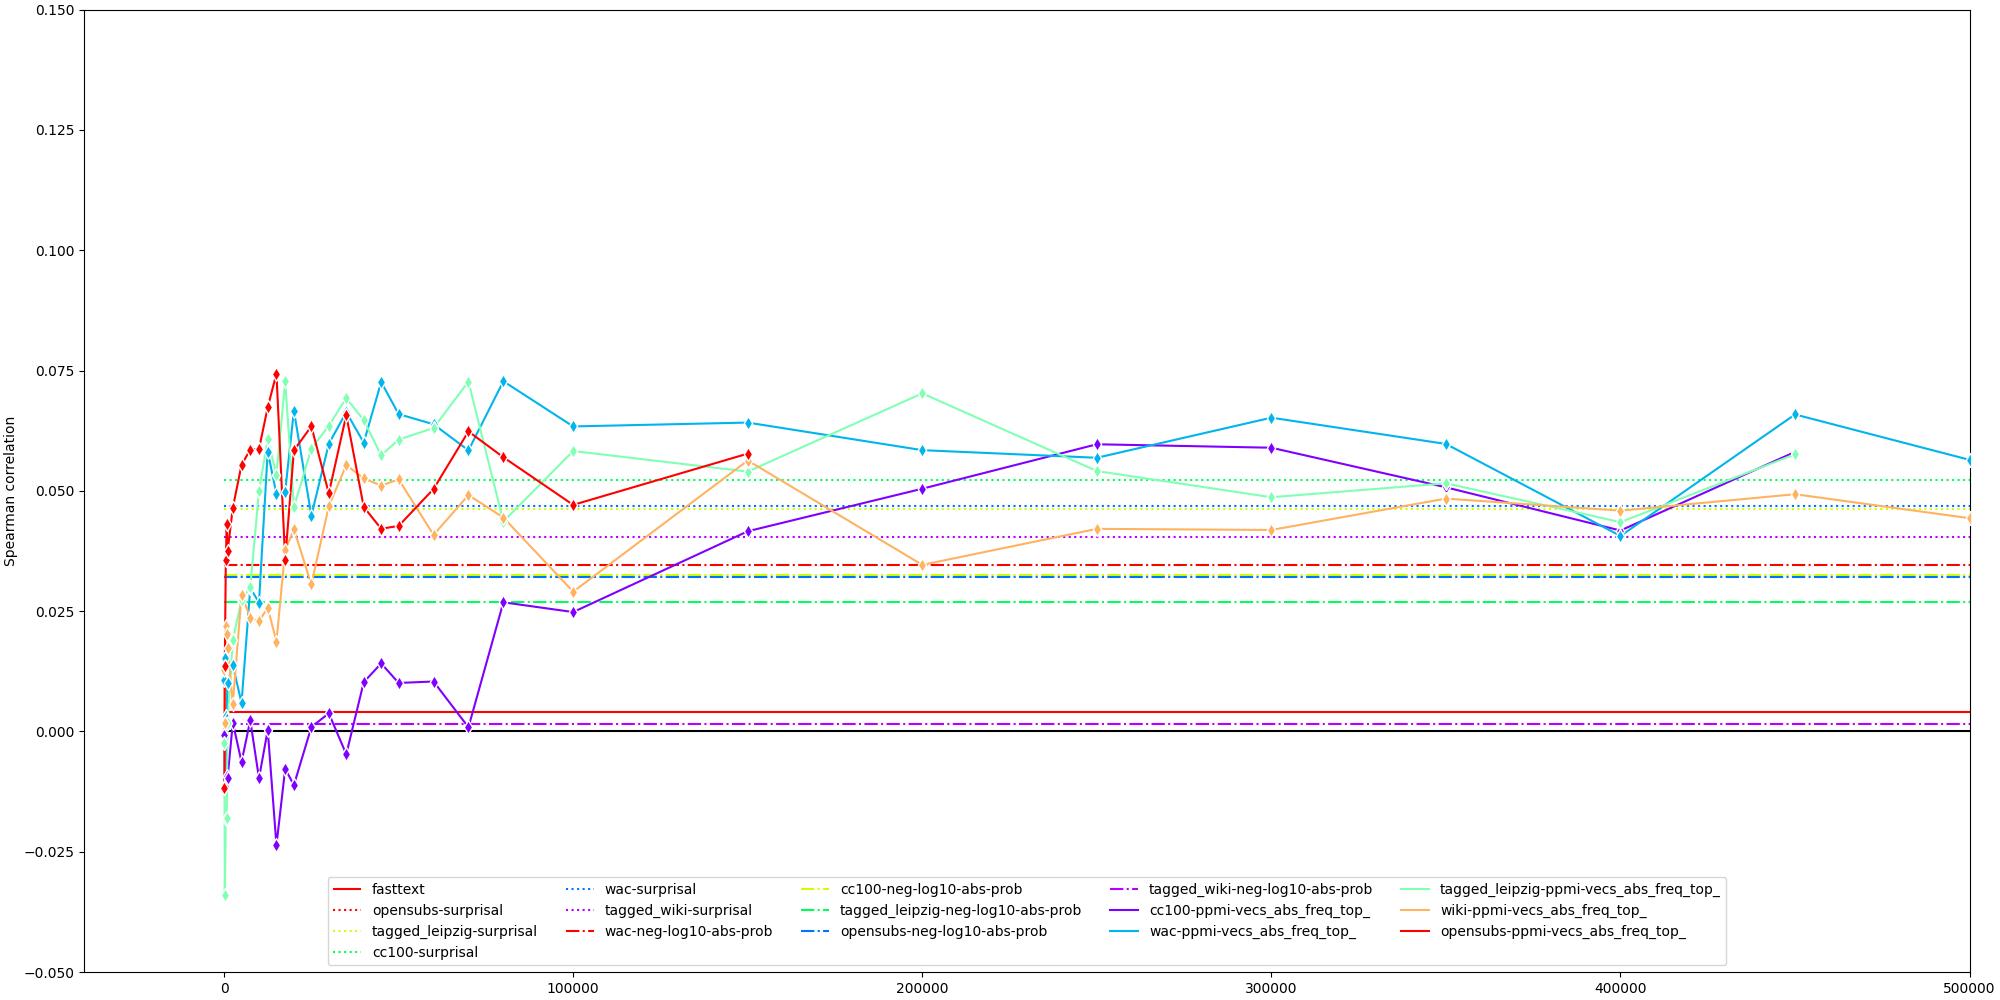 0.150
0.125
0.100
0.075
0.050
0.025
0.000
−0.025
−0.050
Spearman correlation
0 100000 200000 300000 400000 500000
fasttext
opensubs-surprisal
tagged_leipzig-surprisal
cc100-surprisal
wac-surprisal
tagged_wiki-surprisal
wac-neg-log10-abs-prob
cc100-neg-log10-abs-prob
tagged_leipzig-neg-log10-abs-prob
opensubs-neg-log10-abs-prob
tagged_wiki-neg-log10-abs-prob
cc100-ppmi-vecs_abs_freq_top_
wac-ppmi-vecs_abs_freq_top_
tagged_leipzig-ppmi-vecs_abs_freq_top_
wiki-ppmi-vecs_abs_freq_top_
opensubs-ppmi-vecs_abs_freq_top_